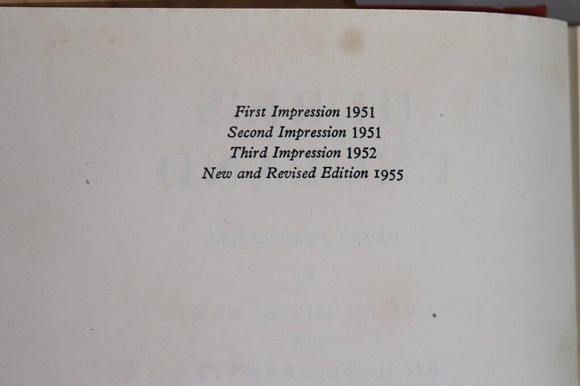 First Impression 1951
Second Impression 1951
Third Impression 1952
New and Revised Edition 1955